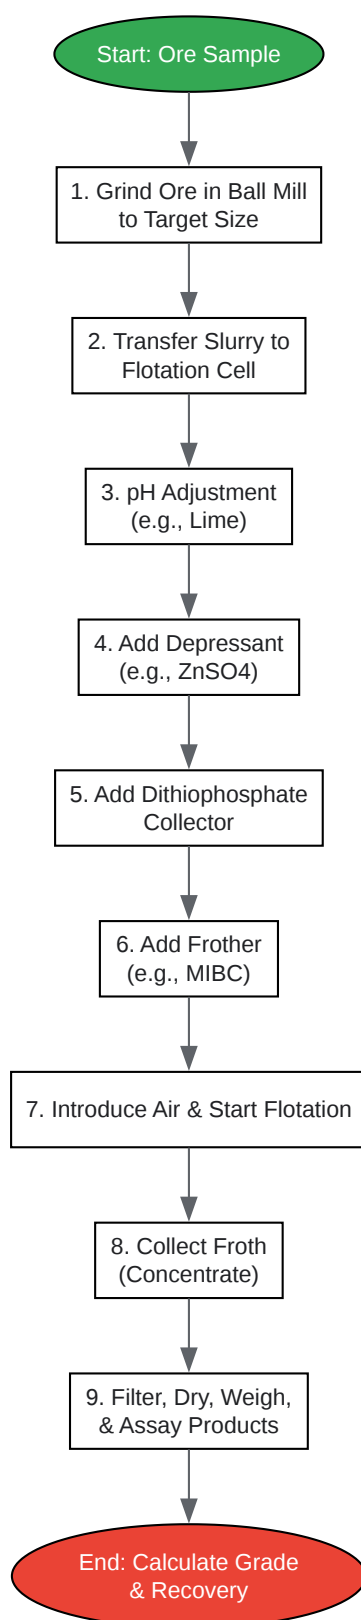 Start: Ore Sample
1. Grind Ore in Ball Mill
to Target Size
2. Transfer Slurry to
Flotation Cell
3. pH Adjustment
(e.g., Lime)
4. Add Depressant
(e.g., ZnSO4)
5. Add Dithiophosphate
Collector
6. Add Frother
(e.g., MIBC)
7. Introduce Air & Start Flotation
8. Collect Froth
(Concentrate)
9. Filter, Dry, Weigh,
& Assay Products
End: Calculate Grade
& Recovery